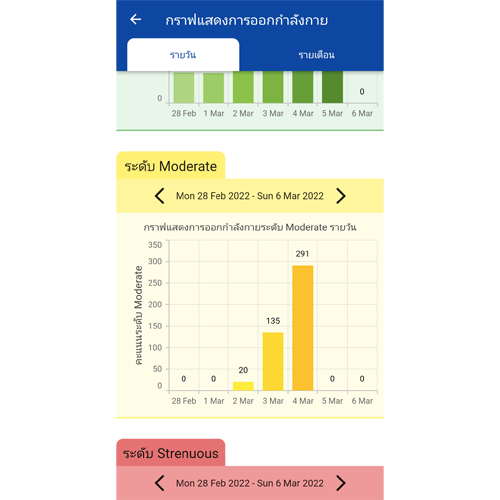 กราฟแสดงการออกกำลังกาย
รายวัน รายเดือน
0 0
28 Feb 1 Mar 2 Mar 3 Mar 4 Mar 5 Mar 6 Mar
ระดับ Moderate
Mon 28 Feb 2022 - Sun 6 Mar 2022
กราฟแสดงการออกกำลังกายระดับ Moderate รายวัน
คะแนนระดับ Moderate
350
300
250
200
150
100
50
0
0 0 20 135 291 0 0
28 Feb 1 Mar 2 Mar 3 Mar 4 Mar 5 Mar 6 Mar
ระดับ Strenuous
Mon 28 Feb 2022 - Sun 6 Mar 2022